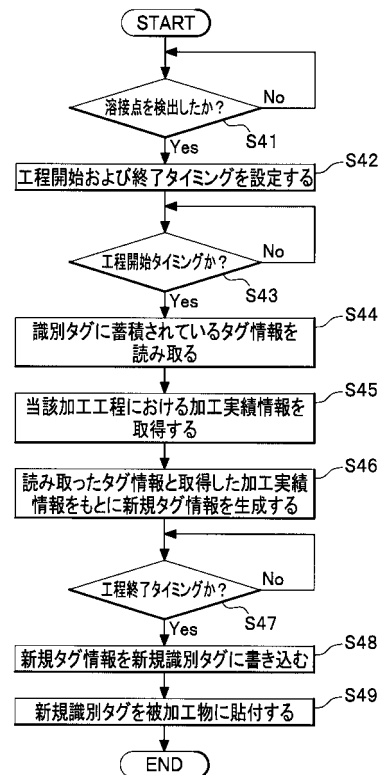 START
溶接点を検出したか?
No
S41
Yes
S42
工程開始および終了タイミングを設定する
工程開始タイミングか?
No
S43
Yes
S44
識別タグに蓄積されているタグ情報を
読み取る
S45
当該加工工程における加工実績情報を
取得する
S46
読み取ったタグ情報と取得した加工実績
情報をもとに新規タグ情報を生成する
工程終了タイミングか?
No
S47
Yes
S48
新規タグ情報を新規識別タグに書き込む
S49
新規識別タグを被加工物に貼付する
END